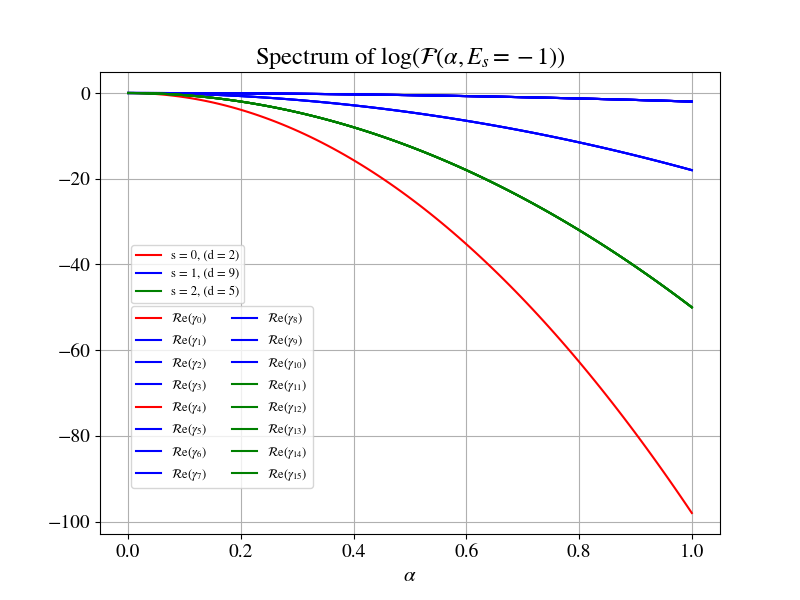 Spectrum of log(ℱ(α, E_s = −1))
0
−20
−40
−60
−80
−100
s = 0, (d = 2)
s = 1, (d = 9)
s = 2, (d = 5)
ℛe(γ₀)
ℛe(γ₁)
ℛe(γ₂)
ℛe(γ₃)
ℛe(γ₄)
ℛe(γ₅)
ℛe(γ₆)
ℛe(γ₇)
ℛe(γ₈)
ℛe(γ₉)
ℛe(γ₁₀)
ℛe(γ₁₁)
ℛe(γ₁₂)
ℛe(γ₁₃)
ℛe(γ₁₄)
ℛe(γ₁₅)
0.0 0.2 0.4 0.6 0.8 1.0
α